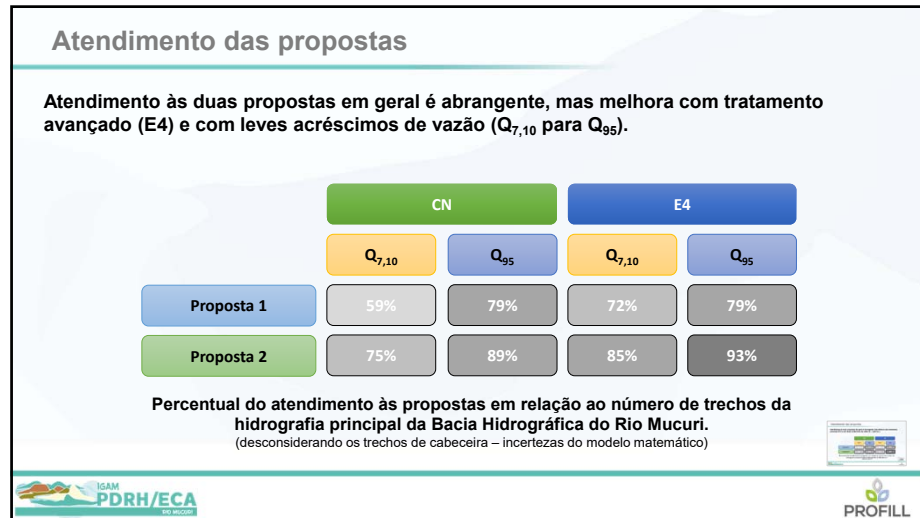 Atendimento das propostas
Atendimento às duas propostas em geral é abrangente, mas melhora com tratamento
avançado (E4) e com leves acréscimos de vazão (Q7,10 para Q95).
CN E4
Q7,10 Q95 Q7,10 Q95
Proposta 1 59% 79% 72% 79%
Proposta 2 75% 89% 85% 93%
Percentual do atendimento às propostas em relação ao número de trechos da
hidrografia principal da Bacia Hidrográfica do Rio Mucuri.
(desconsiderando os trechos de cabeceira – incertezas do modelo matemático)
IGAM
PDRH/ECA
RIO MUCURI
PROFILL